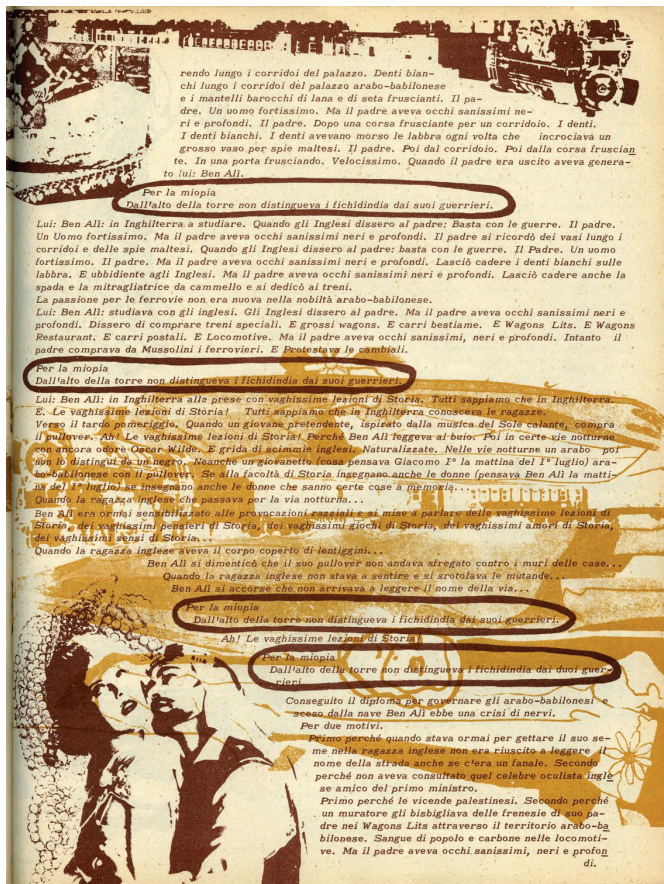 rendo lungo i corridoi del palazzo. Denti bian-
chi lungo i corridoi del palazzo arabo-babilonese
e i mantelli barocchi di lana e di seta fruscianti. Il pa-
dre. Un uomo fortissimo. Ma il padre aveva occhi sanissimi ne-
ri e profondi. Il padre. Dopo una corsa frusciante per un corridoio. I denti.
I denti bianchi. I denti avevano morso le labbra ogni volta che incrociava un
grosso vaso per spie maltesi. Il padre. Poi dal corridoio. Poi dalla corsa fruscian
te. In una porta frusciando. Velocissimo. Quando il padre era uscito aveva genera-
to lui: Ben Alì.
Per la miopia
Dall'alto della torre non distingueva i fichidindia dai suoi guerrieri.
Lui: Ben Alì: in Inghilterra a studiare. Quando gli Inglesi dissero al padre: Basta con le guerre. Il padre.
Un Uomo fortissimo. Ma il padre aveva occhi sanissimi neri e profondi. Il padre si ricordò dei vasi lungo i
corridoi e delle spie maltesi. Quando gli Inglesi dissero al padre: basta con le guerre. Il Padre. Un uomo
fortissimo. Il padre. Ma il padre aveva occhi sanissimi neri e profondi. Lasciò cadere i denti bianchi sulle
labbra. E ubbidiente agli Inglesi. Ma il padre aveva occhi sanissimi neri e profondi. Lasciò cadere anche la
spada e la mitragliatrice da cammello e si dedicò ai treni.
La passione per le ferrovie non era nuova nella nobiltà arabo-babilonese.
Lui: Ben Alì: studiava con gli inglesi. Gli Inglesi dissero al padre. Ma il padre aveva occhi sanissimi neri e
profondi. Dissero di comprare treni speciali. E grossi wagons. E carri bestiame. E Wagons Lits. E Wagons
Restaurant. E carri postali. E Locomotive. Ma il padre aveva occhi sanissimi, neri e profondi. Intanto il
padre comprava da Mussolini i ferrovieri. E Protestava le cambiali.
Per la miopia
Dall'alto della torre non distingueva i fichidindia dai suoi guerrieri.
Lui: Ben Alì: in Inghilterra alle prese con vaghissime lezioni di Storia. Tutti sappiamo che in Inghilterra.
E. Le vaghissime lezioni di Storia! Tutti sappiamo che in Inghilterra conosceva le ragazze.
Verso il tardo pomeriggio. Quando un giovane pretendente, ispirato dalla musica del Sole calante, compra
il pullover. Ah! Le vaghissime lezioni di Storia! Perché Ben Alì leggeva al buio. Poi in certe vie notturne
un ancora odore Oscar Wilde. E grida di scimmie inglesi. Naturalizzate. Nelle vie notturne un arabo poi
non lo distingui da un negro. Neanche un giovanetto (cosa pensava Giacomo I° la mattina del 1° luglio) ara-
bo-babilonese con il pullover. Se alla facoltà di Storia insegnano anche le donne (pensava Ben Alì la matti-
na del 1° luglio) se insegnano anche le donne che sanno certe cose a memoria...
Quando la ragazza inglese che passava per la via notturna...
Ben Alì era ormai sensibilizzato alle provocazioni razziali e si mise a parlare delle vaghissime lezioni di
Storia, dei vaghissimi pensieri di Storia, dei vaghissimi giochi di Storia, dei vaghissimi amori di Storia,
dei vaghissimi sensi di Storia...
Quando la ragazza inglese aveva il corpo coperto di lentiggini...
Ben Alì si dimenticò che il suo pullover non andava sfregato contro i muri delle case...
Quando la ragazza inglese non stava a sentire e si srotolava le mutande...
Ben Alì si accorse che non arrivava a leggere il nome della via...
Per la miopia
Dall'alto della torre non distingueva i fichidindia dai suoi guerrieri.
Ah! Le vaghissime lezioni di Storia!
Per la miopia
Dall'alto della torre non distingueva i fichidindia dai duoi guer-
rieri
Conseguito il diploma per governare gli arabo-babilonesi e
sceso dalla nave Ben Alì ebbe una crisi di nervi.
Per due motivi.
Primo perché quando stava ormai per gettare il suo se-
me nella ragazza inglese non era riuscito a leggere il
nome della strada anche se c'era un fanale. Secondo
perché non aveva consultato quel celebre oculista ingle
se amico del primo ministro.
Primo perché le vicende palestinesi. Secondo perché
un muratore gli bisbigliava delle frenesie di suo pa-
dre nei Wagons Lits attraverso il territorio arabo-ba
bilonese. Sangue di popolo e carbone nelle locomoti-
ve. Ma il padre aveva occhi sanissimi, neri e profon
di.